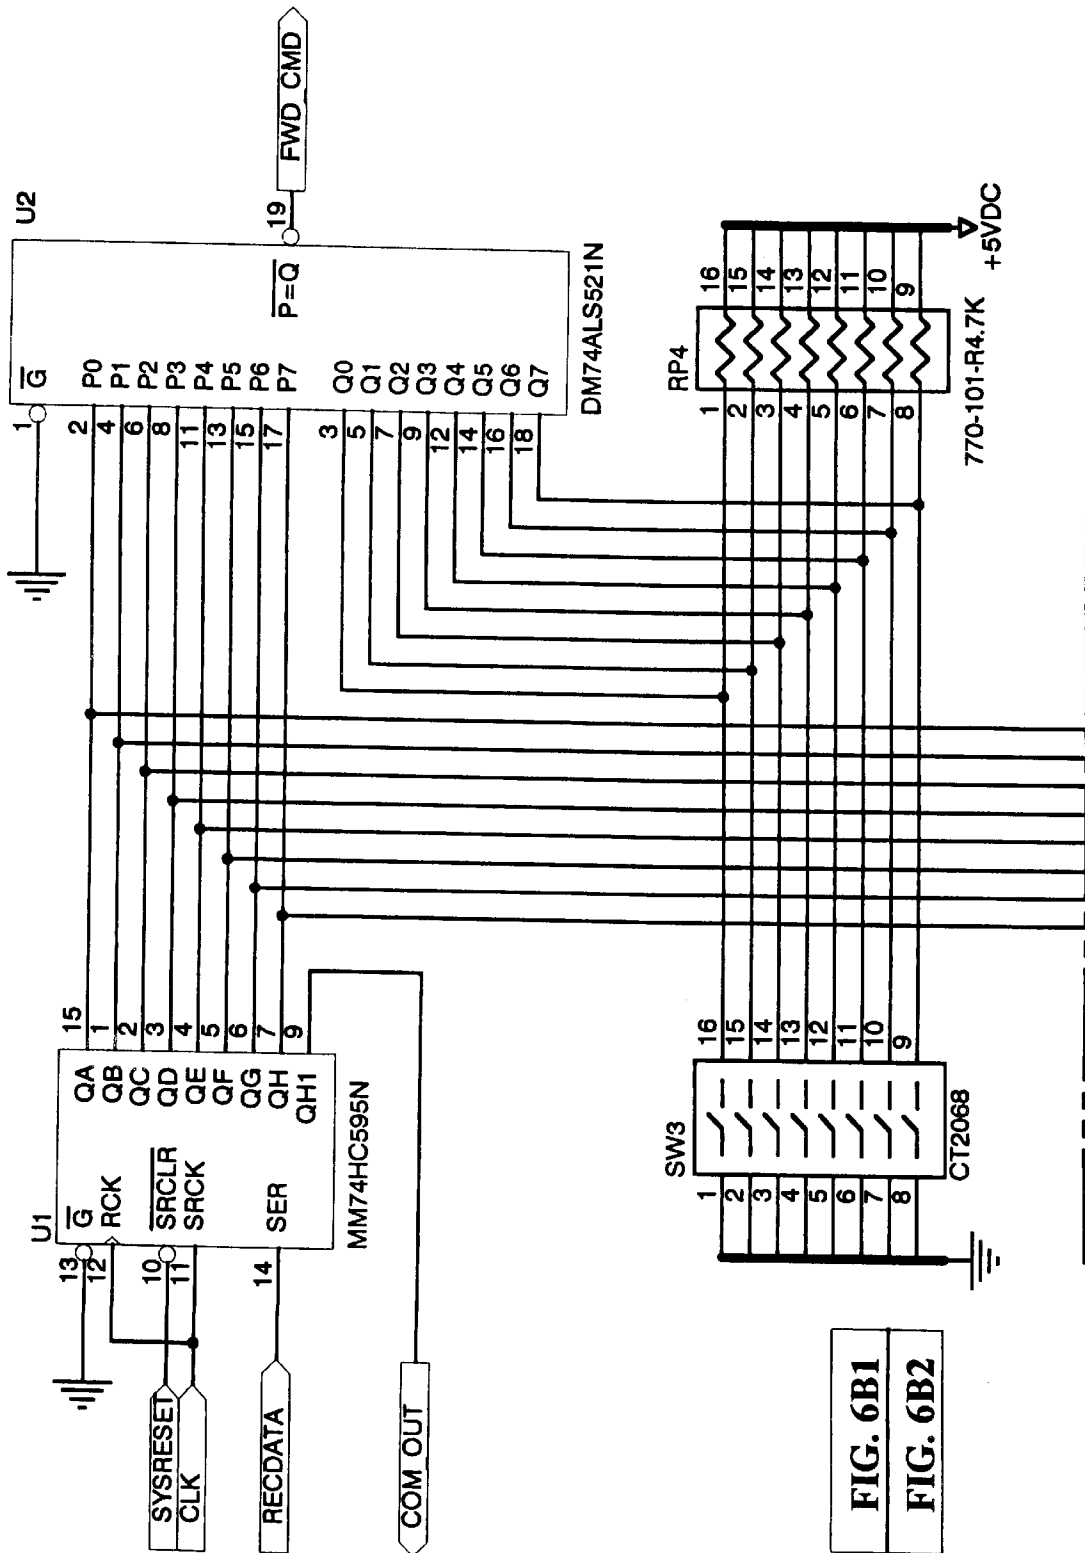 U1
G
RCK
SRCLR
SRCK
SER
13
12
10
11
14
QA
QB
QC
QD
QE
QF
QG
QH
QH1
15
1
2
3
4
5
6
7
9
MM74HC595N
SYSRESET
CLK
RECDATA
COM OUT
U2
G
P0
P1
P2
P3
P4
P5
P6
P7
Q0
Q1
Q2
Q3
Q4
Q5
Q6
Q7
1
2
4
6
8
11
13
15
17
3
5
7
9
12
14
16
18
P=Q
19
FWD CMD
DM74ALS521N
SW3
1
2
3
4
5
6
7
8
16
15
14
13
12
11
10
9
CT2068
RP4
1
2
3
4
5
6
7
8
16
15
14
13
12
11
10
9
770-101-R4.7K
+5VDC
FIG. 6B1
FIG. 6B2